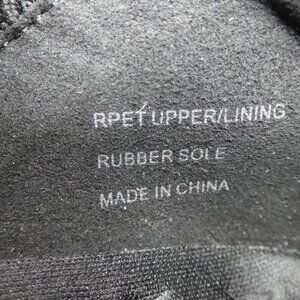 RPET UPPER/LINING
RUBBER SOLE
MADE IN CHINA